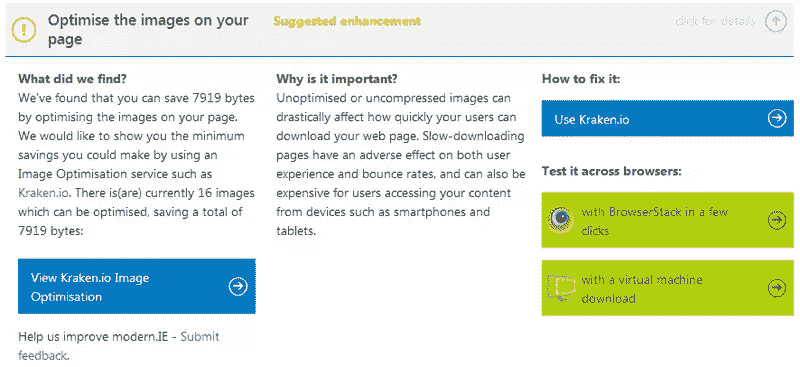 Optimise the images on your
page
Suggested enhancement
click for details
What did we find?
We've found that you can save 7919 bytes
by optimising the images on your page.
We would like to show you the minimum
savings you could make by using an
Image Optimisation service such as
Kraken.io. There is(are) currently 16 images
which can be optimised, saving a total of
7919 bytes:
View Kraken.io Image
Optimisation
Help us improve modern.IE - Submit
feedback.
Why is it important?
Unoptimised or uncompressed images can
drastically affect how quickly your users can
download your web page. Slow-downloading
pages have an adverse effect on both user
experience and bounce rates, and can also be
expensive for users accessing your content
from devices such as smartphones and
tablets.
How to fix it:
Use Kraken.io
Test it across browsers:
with BrowserStack in a few
clicks
with a virtual machine
download